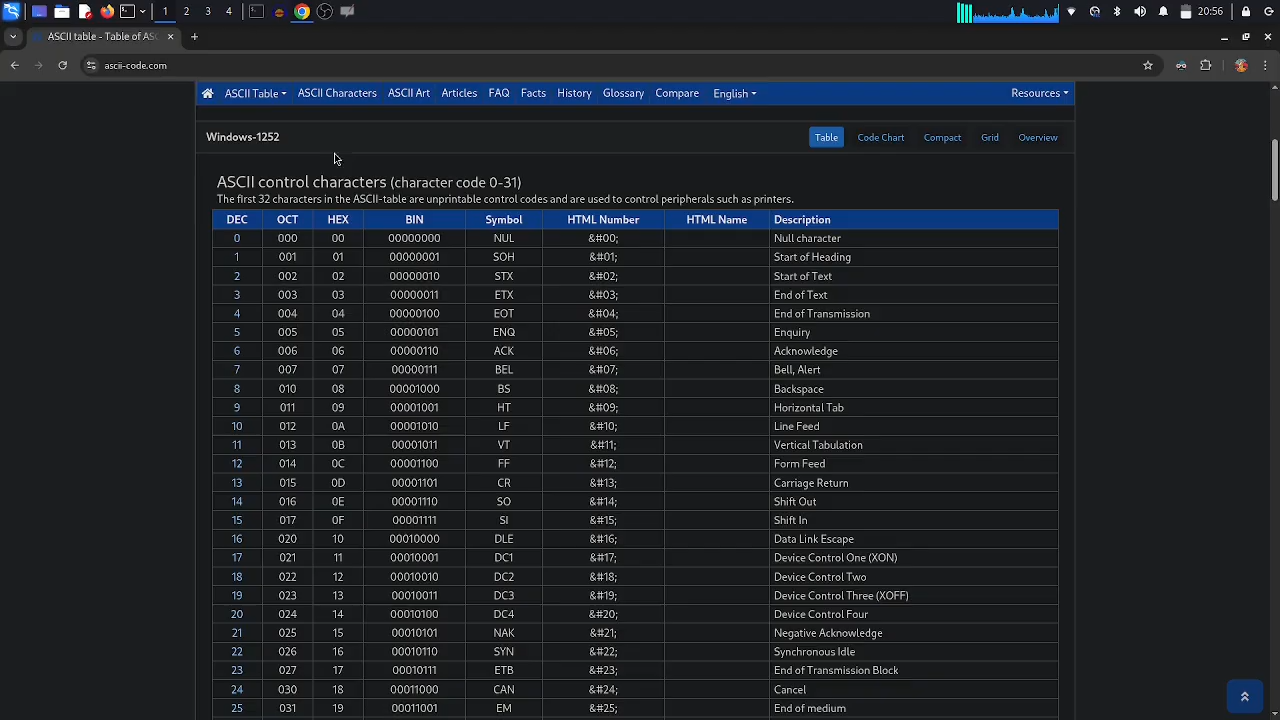 1 2 3 4 20:56
ASCII table - Table of ASC
ascii-code.com
ASCII Table ASCII Characters ASCII Art Articles FAQ Facts History Glossary Compare English Resources
Windows-1252 Table Code Chart Compact Grid Overview
ASCII control characters (character code 0-31)
The first 32 characters in the ASCII-table are unprintable control codes and are used to control peripherals such as printers.
DEC OCT HEX BIN Symbol HTML Number HTML Name Description
0 000 00 00000000 NUL &#00; Null character
1 001 01 00000001 SOH &#01; Start of Heading
2 002 02 00000010 STX &#02; Start of Text
3 003 03 00000011 ETX &#03; End of Text
4 004 04 00000100 EOT &#04; End of Transmission
5 005 05 00000101 ENQ &#05; Enquiry
6 006 06 00000110 ACK &#06; Acknowledge
7 007 07 00000111 BEL &#07; Bell, Alert
8 010 08 00001000 BS &#08; Backspace
9 011 09 00001001 HT &#09; Horizontal Tab
10 012 0A 00001010 LF &#10; Line Feed
11 013 0B 00001011 VT &#11; Vertical Tabulation
12 014 0C 00001100 FF &#12; Form Feed
13 015 0D 00001101 CR &#13; Carriage Return
14 016 0E 00001110 SO &#14; Shift Out
15 017 0F 00001111 SI &#15; Shift In
16 020 10 00010000 DLE &#16; Data Link Escape
17 021 11 00010001 DC1 &#17; Device Control One (XON)
18 022 12 00010010 DC2 &#18; Device Control Two
19 023 13 00010011 DC3 &#19; Device Control Three (XOFF)
20 024 14 00010100 DC4 &#20; Device Control Four
21 025 15 00010101 NAK &#21; Negative Acknowledge
22 026 16 00010110 SYN &#22; Synchronous Idle
23 027 17 00010111 ETB &#23; End of Transmission Block
24 030 18 00011000 CAN &#24; Cancel
25 031 19 00011001 EM &#25; End of medium